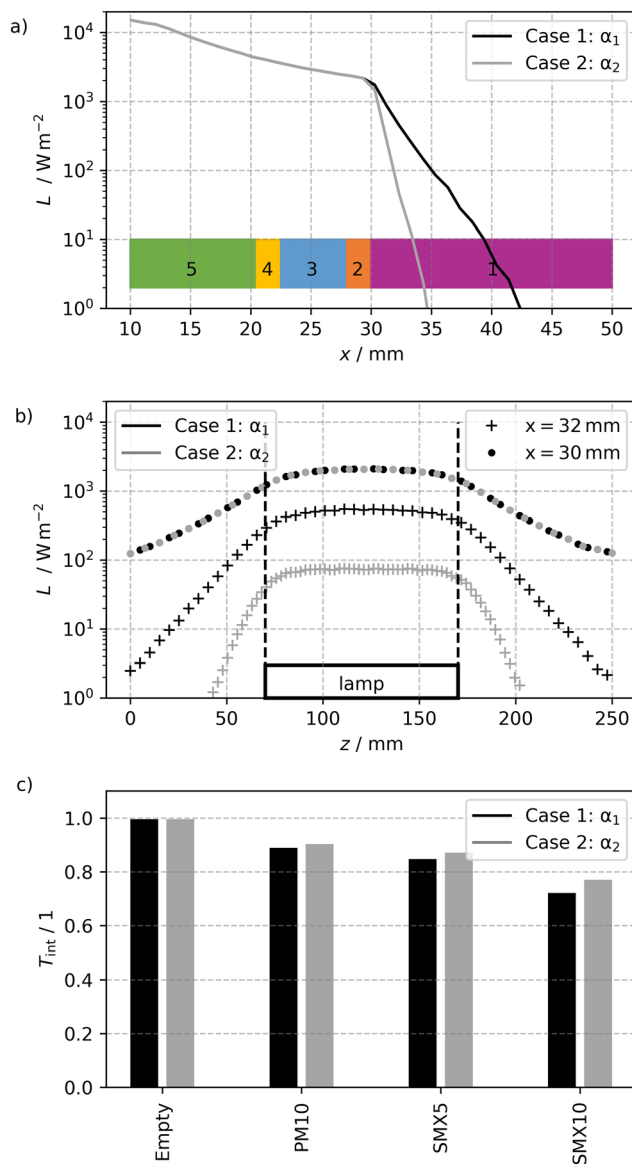 a)
10⁴
10³
10²
10¹
10⁰
L / W m⁻²
Case 1: α₁
Case 2: α₂
5 4 3 2 1
10 15 20 25 30 35 40 45 50
x / mm
b)
10⁴
10³
10²
10¹
10⁰
L / W m⁻²
Case 1: α₁
Case 2: α₂
x = 32 mm
x = 30 mm
lamp
0 50 100 150 200 250
z / mm
c)
1.0
0.8
0.6
0.4
0.2
0.0
T_int / 1
Case 1: α₁
Case 2: α₂
Empty
PM10
SMX5
SMX10